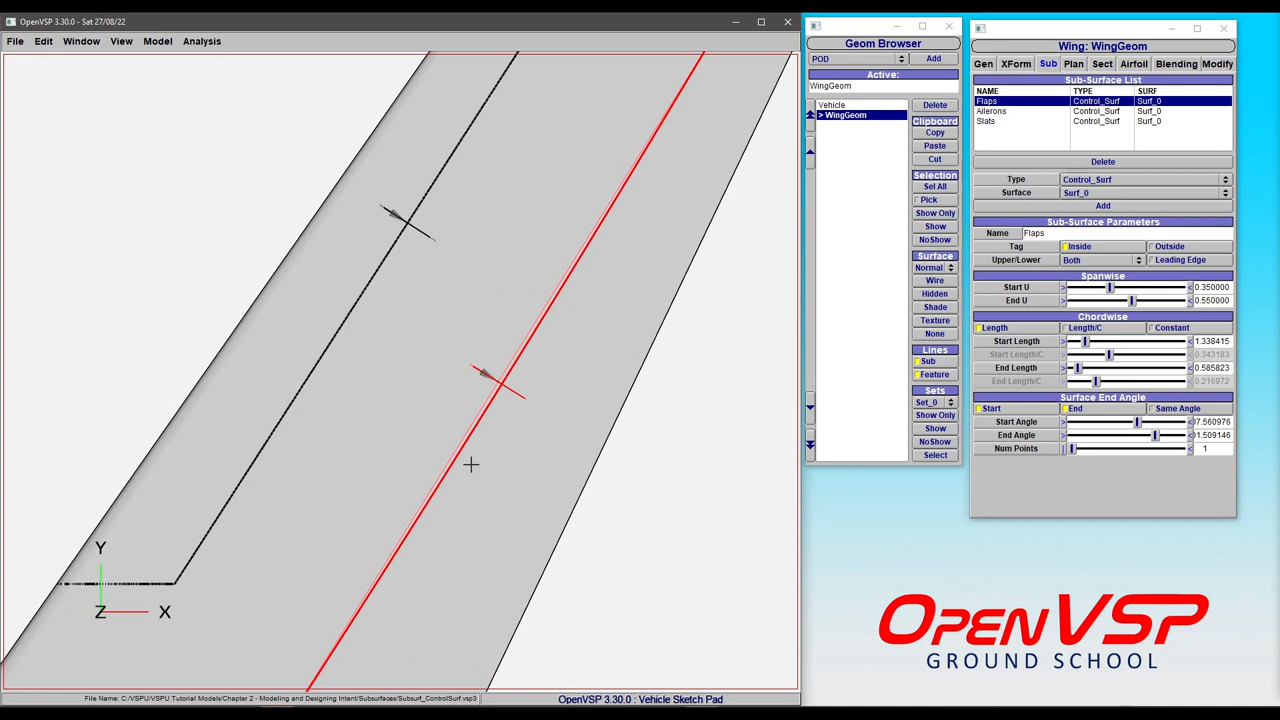 OpenVSP 3.30.0 - Sat 27/08/22
File Edit Window View Model Analysis
Y
Z
X
File Name: C:/VSPU/VSPU Tutorial Models/Chapter 2 - Modeling and Designing Intent/Subsurfaces/Subsurf_ControlSurf.vsp3
OpenVSP 3.30.0 : Vehicle Sketch Pad
Geom Browser
POD Add
Active:
WingGeom
Vehicle
> WingGeom
Delete
Clipboard
Copy
Paste
Cut
Selection
Sel All
Pick
Show Only
Show
NoShow
Surface
Normal
Wire
Hidden
Shade
Texture
None
Lines
Sub
Feature
Sets
Set_0
Show Only
Show
NoShow
Select
Wing: WingGeom
Gen XForm Sub Plan Sect Airfoil Blending Modify
Sub-Surface List
NAME TYPE SURF
Flaps Control_Surf Surf_0
Ailerons Control_Surf Surf_0
Slats Control_Surf Surf_0
Delete
Type Control_Surf
Surface Surf_0
Add
Sub-Surface Parameters
Name Flaps
Tag Inside Outside
Upper/Lower Both Leading Edge
Spanwise
Start U > < 0.350000
End U > < 0.550000
Chordwise
Length Length/C Constant
Start Length > < 1.338415
Start Length/C > < 0.343183
End Length > < 0.585823
End Length/C > < 0.216972
Surface End Angle
Start End Same Angle
Start Angle > < 97.560976
End Angle > < 91.509146
Num Points | < 1
OPENVSP
GROUND SCHOOL